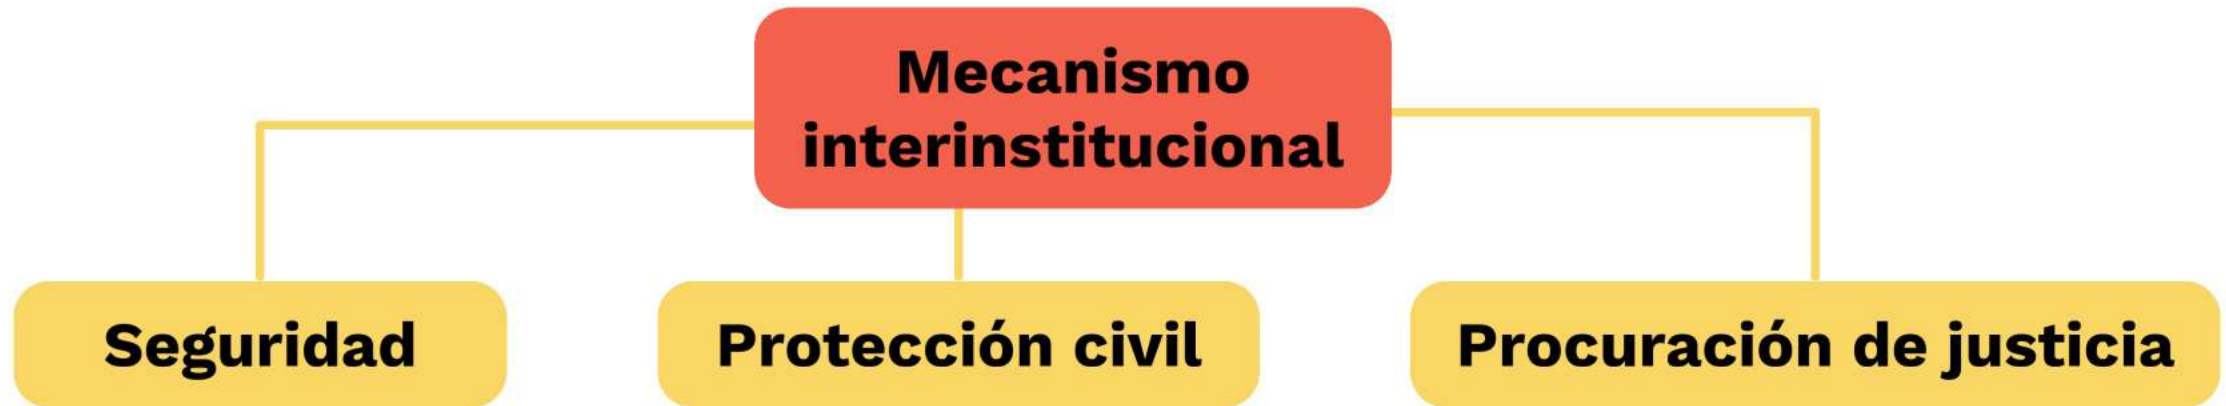 Mecanismo
interinstitucional
Seguridad
Protección civil
Procuración de justicia